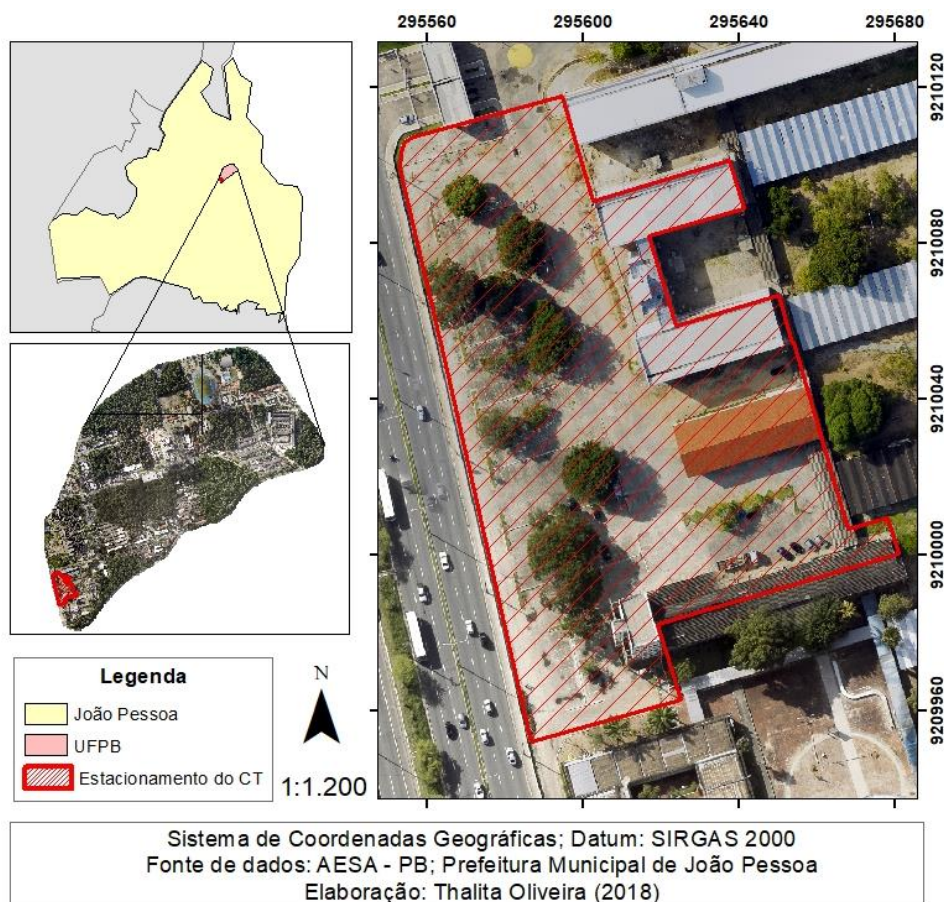 295560 295600 295640 295680
9210120
9210080
9210040
9210000
9209960
Legenda
João Pessoa
UFPB
Estacionamento do CT
N
1:1.200
Sistema de Coordenadas Geográficas; Datum: SIRGAS 2000
Fonte de dados: AESA - PB; Prefeitura Municipal de João Pessoa
Elaboração: Thalita Oliveira (2018)